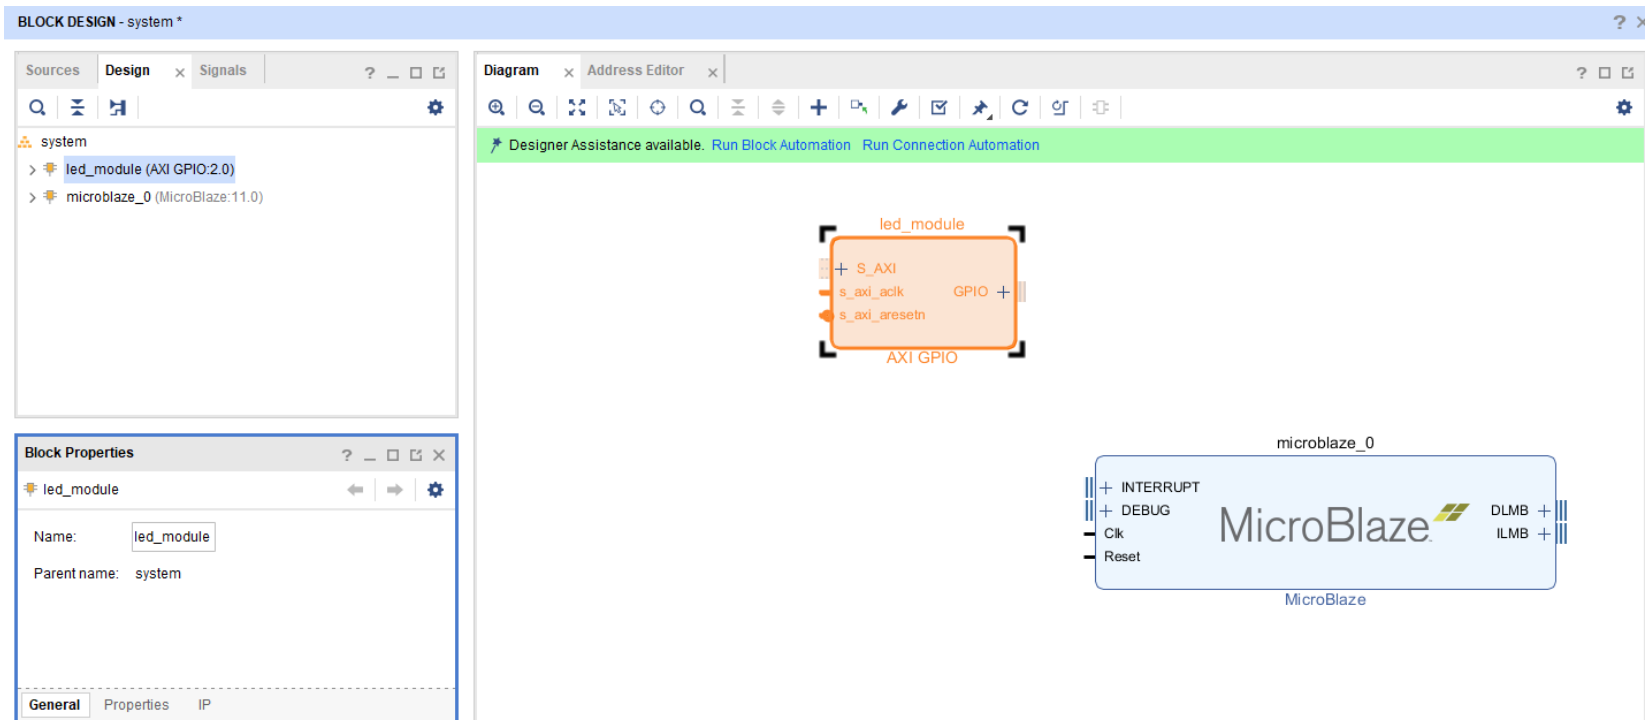 BLOCK DESIGN - system *
Sources Design Signals
system
led_module (AXI GPIO:2.0)
microblaze_0 (MicroBlaze:11.0)
Block Properties
led_module
Name: led_module
Parent name: system
General Properties IP
Diagram Address Editor
Designer Assistance available. Run Block Automation Run Connection Automation
led_module
S_AXI
s_axi_aclk GPIO
s_axi_aresetn
AXI GPIO
microblaze_0
INTERRUPT
DEBUG DLMB
Clk ILMB
Reset
MicroBlaze
MicroBlaze